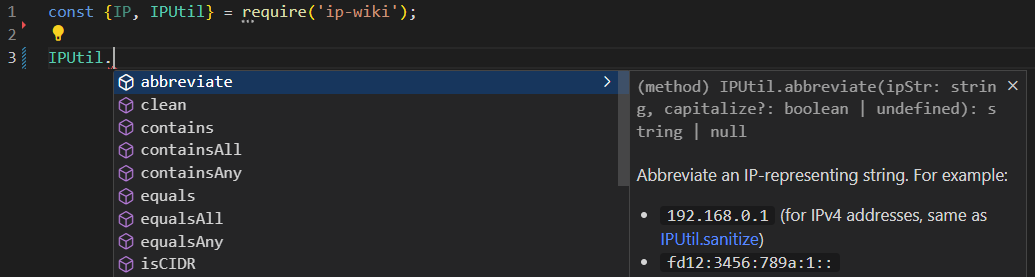 1 const {IP, IPUtil} = require('ip-wiki');
2
3 IPUtil.
abbreviate
clean
contains
containsAll
containsAny
equals
equalsAll
equalsAny
isCIDR
(method) IPUtil.abbreviate(ipStr: strin
g, capitalize?: boolean | undefined): s
tring | null
Abbreviate an IP-representing string. For example:
• 192.168.0.1 (for IPv4 addresses, same as
IPUtil.sanitize)
• fd12:3456:789a:1::